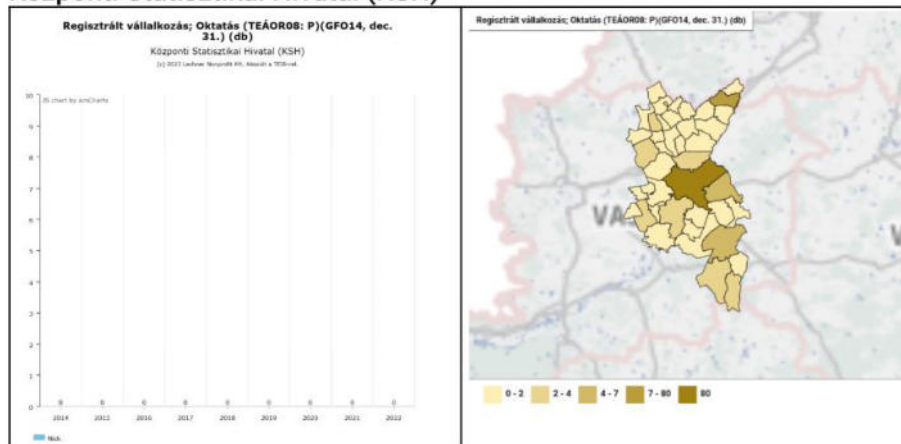 Központi Statisztikai Hivatal (KSH)
Regisztrált vállalkozás; Oktatás (TEÁOR08: P)(GFO14, dec.
31.) (db)
Központi Statisztikai Hivatal (KSH)
JS chart by amCharts
10
9
8
7
6
5
4
3
2
1
0
0 0 0 0 0 0 0 0 0
2014 2015 2016 2017 2018 2019 2020 2021 2022
Nick
Regisztrált vállalkozás; Oktatás (TEÁOR08: P)(GFO14, dec. 31.) (db)
VA
V
0 - 2 2 - 4 4 - 7 7 - 80 80